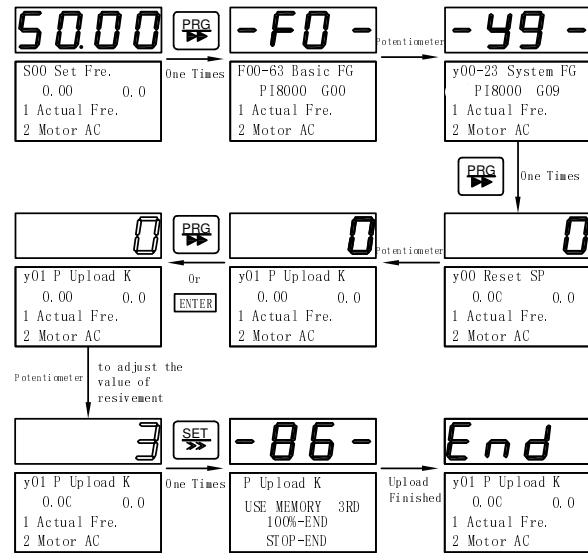 50.00
PRG
- F0 -
Potentiometer
- y9 -
S00 Set Fre.
0.00 0.0
1 Actual Fre.
2 Motor AC
One Times
F00-63 Basic FG
PI8000 G00
1 Actual Fre.
2 Motor AC
y00-23 System FG
PI8000 G09
1 Actual Fre.
2 Motor AC
PRG
One Times
0
PRG
0
Potentiometer
0
y01 P Upload K
0.00 0.0
1 Actual Fre.
2 Motor AC
Or
ENTER
y01 P Upload K
0.00 0.0
1 Actual Fre.
2 Motor AC
y00 Reset SP
0.0C 0.0
1 Actual Fre.
2 Motor AC
Potentiometer
to adjust the
value of
resivement
3
SET
- 86 -
End
y01 P Upload K
0.0C 0.0
1 Actual Fre.
2 Motor AC
One Times
P Upload K
USE MEMORY 3RD
100%-END
STOP-END
Upload
Finished
y01 P Upload K
0.0C 0.0
1 Actual Fre.
2 Motor AC